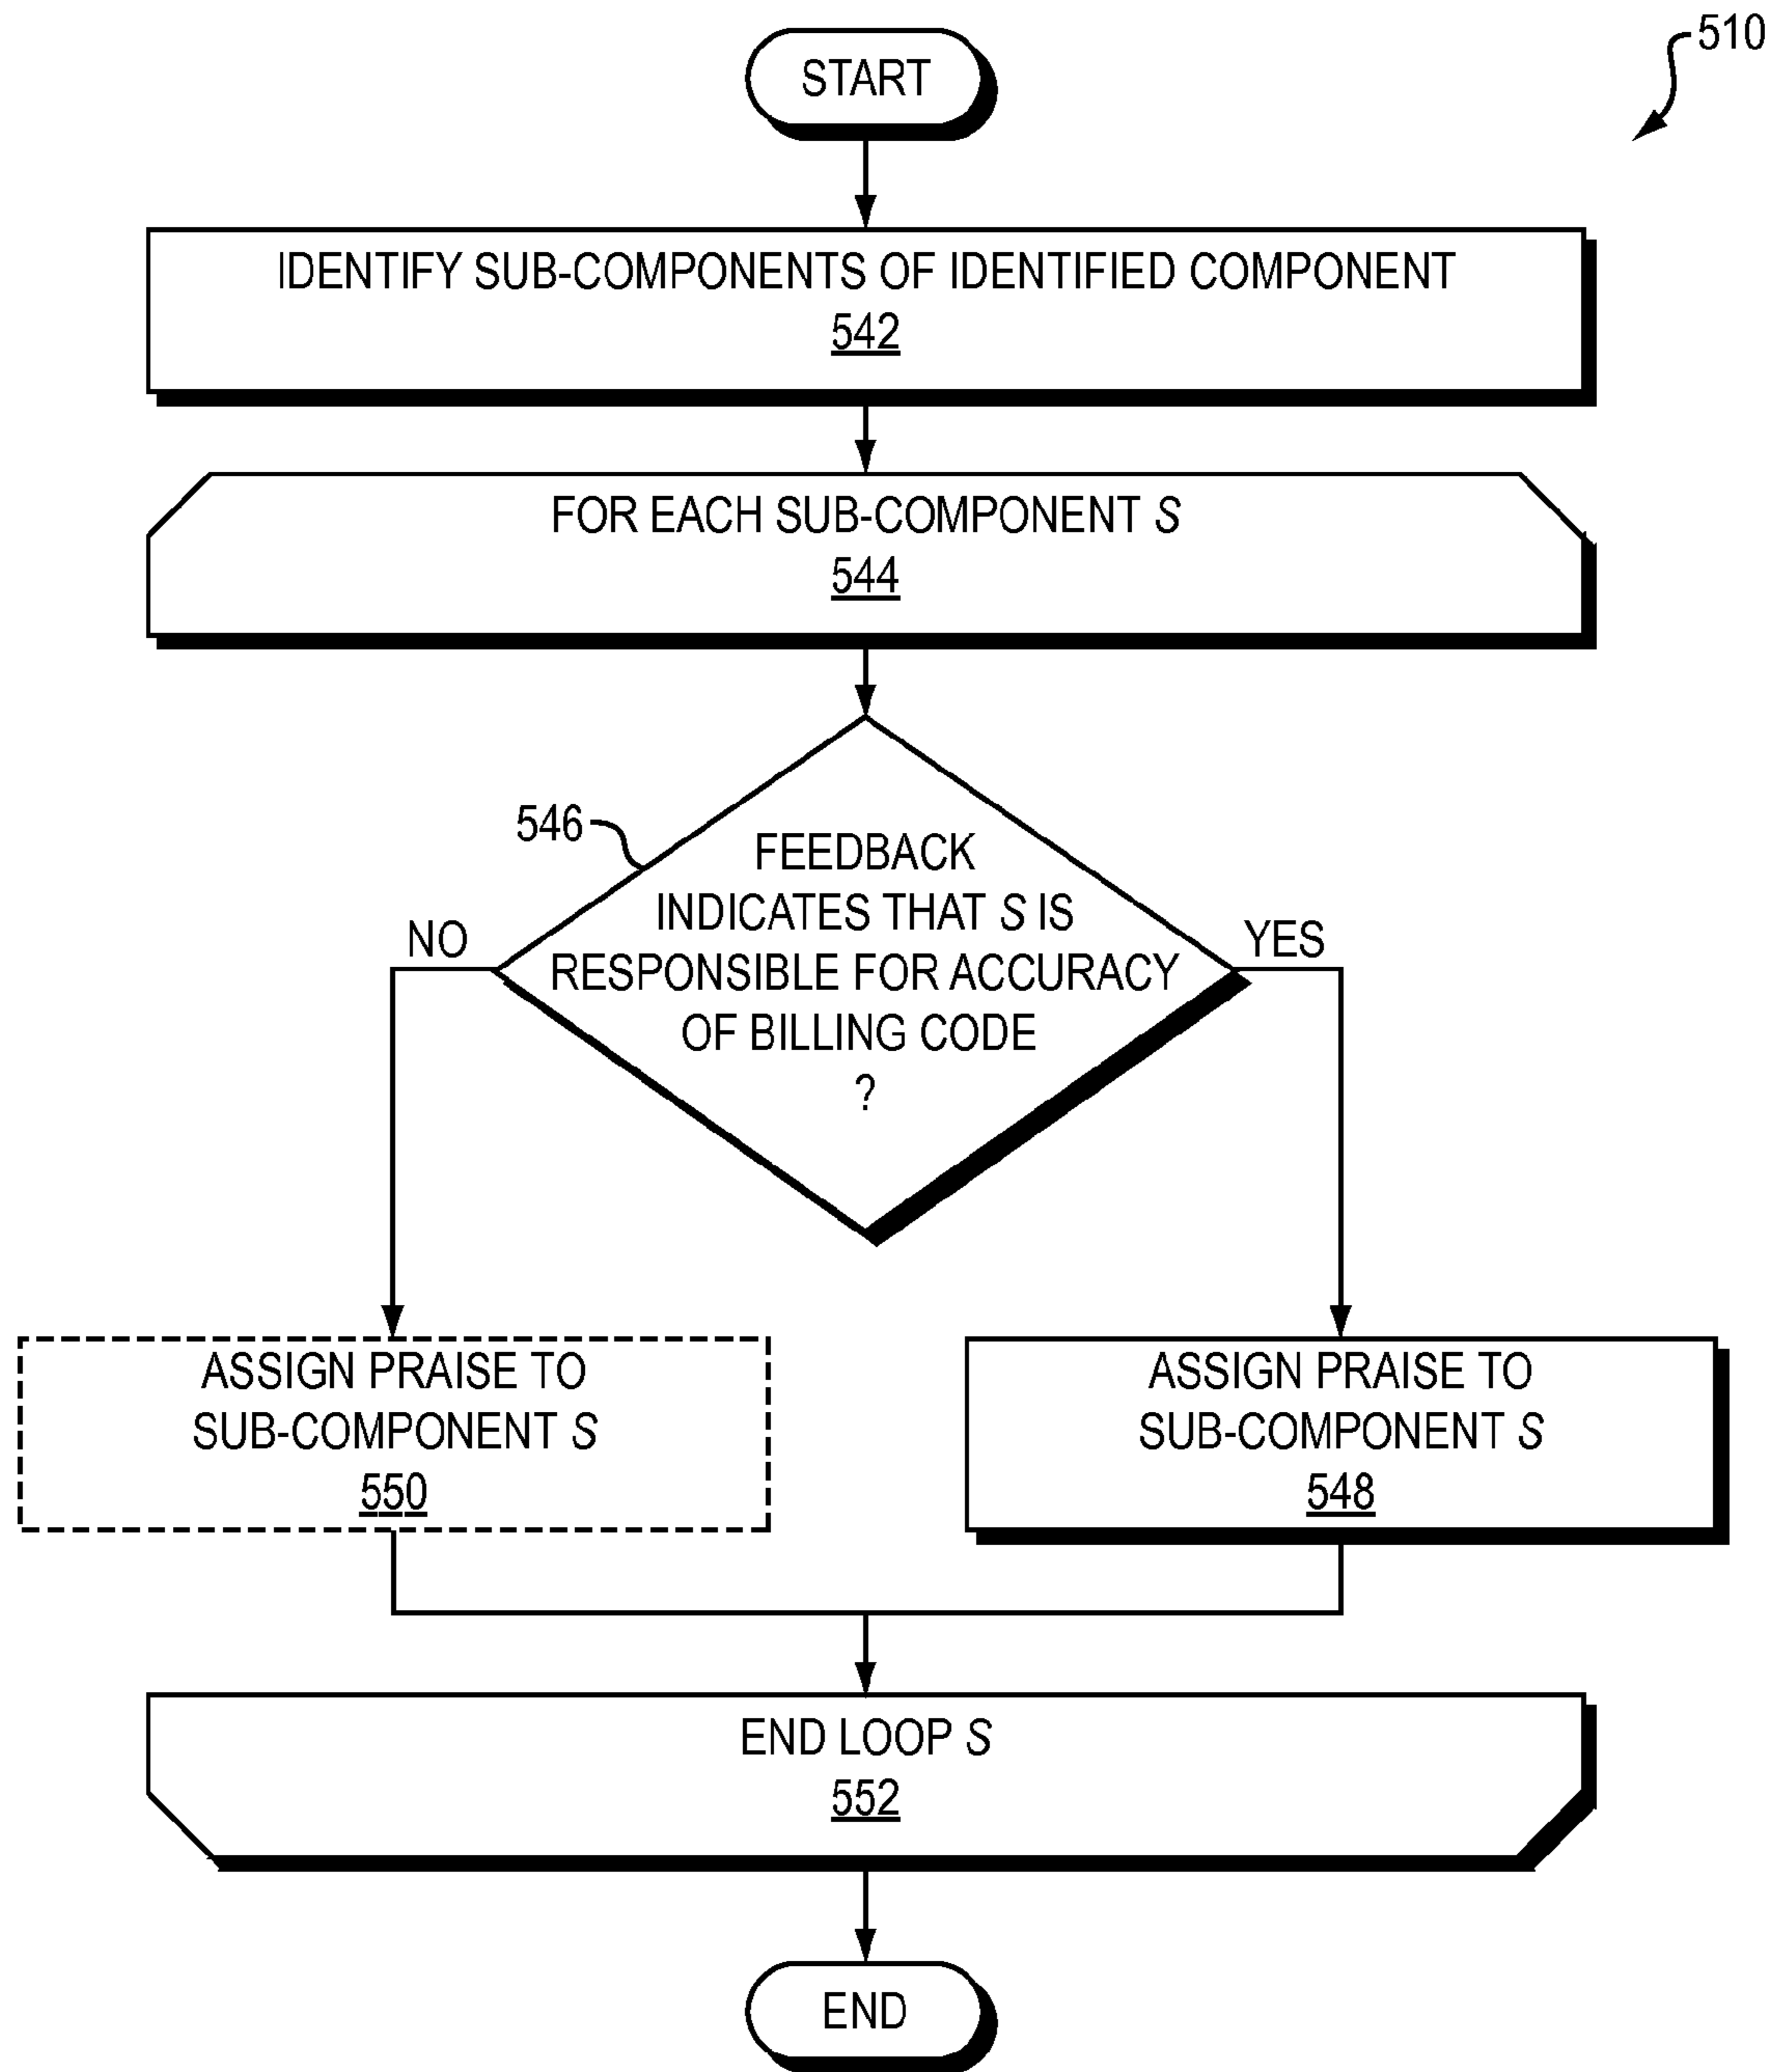 510
START
IDENTIFY SUB-COMPONENTS OF IDENTIFIED COMPONENT
542
FOR EACH SUB-COMPONENT S
544
546
FEEDBACK
INDICATES THAT S IS
RESPONSIBLE FOR ACCURACY
OF BILLING CODE
?
NO
YES
ASSIGN PRAISE TO
SUB-COMPONENT S
550
ASSIGN PRAISE TO
SUB-COMPONENT S
548
END LOOP S
552
END